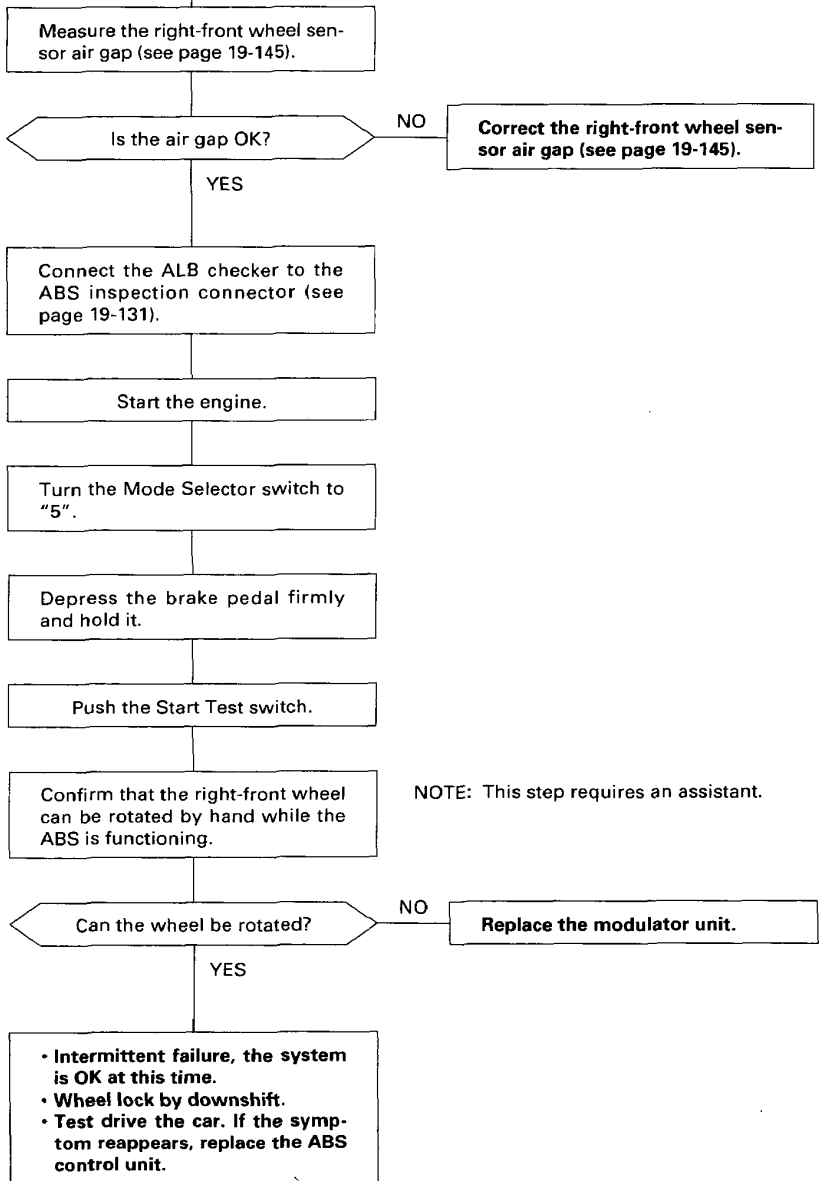 Measure the right-front wheel sen-
sor air gap (see page 19-145).
Is the air gap OK?
NO
Correct the right-front wheel sen-
sor air gap (see page 19-145).
YES
Connect the ALB checker to the
ABS inspection connector (see
page 19-131).
Start the engine.
Turn the Mode Selector switch to
"5".
Depress the brake pedal firmly
and hold it.
Push the Start Test switch.
Confirm that the right-front wheel
can be rotated by hand while the
ABS is functioning.
NOTE: This step requires an assistant.
Can the wheel be rotated?
NO
Replace the modulator unit.
YES
• Intermittent failure, the system
is OK at this time.
• Wheel lock by downshift.
• Test drive the car. If the symp-
tom reappears, replace the ABS
control unit.